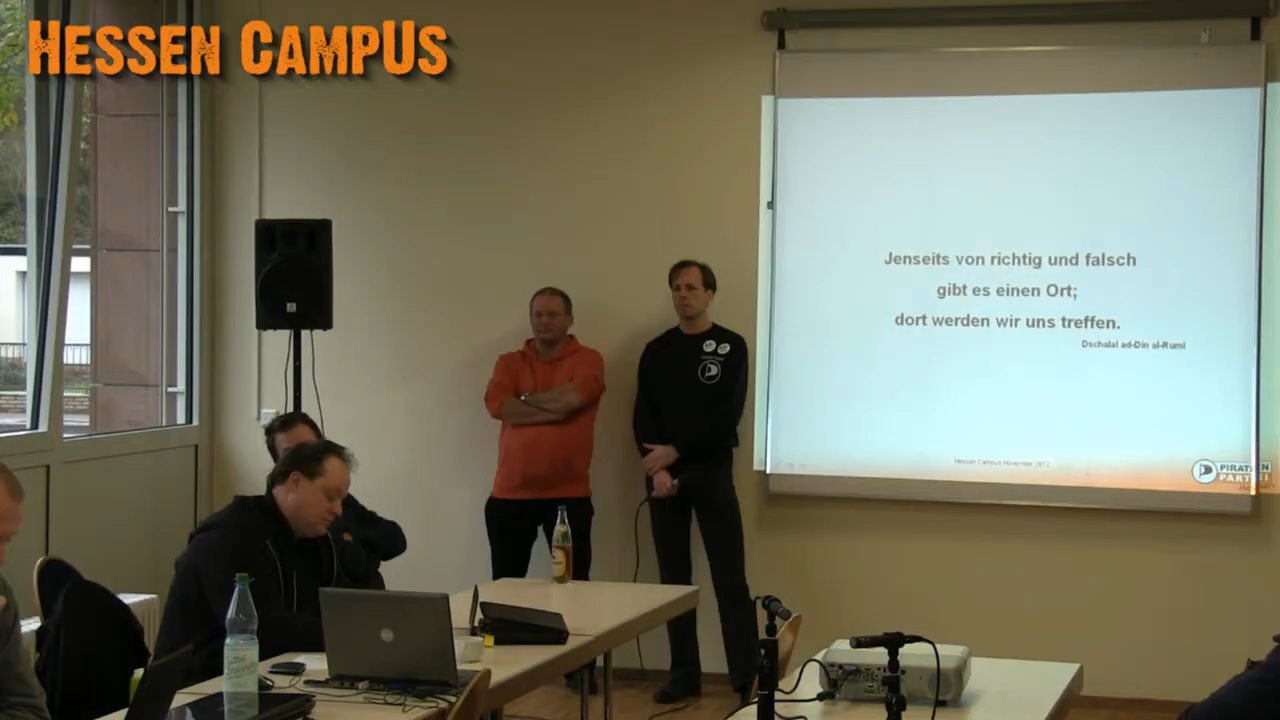 HESSEN CAMPUS
Jenseits von richtig und falsch
gibt es einen Ort;
dort werden wir uns treffen.
Dschalal ad-Din al-Rumi
Hessen Campus November 2012
PIRATEN
PARTEI